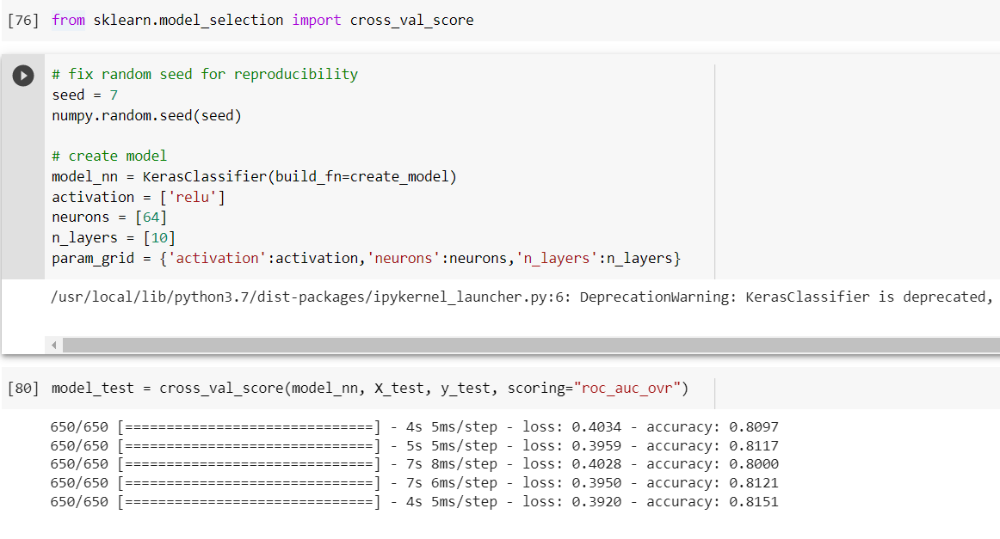 [76] from sklearn.model_selection import cross_val_score
# fix random seed for reproducibility
seed = 7
numpy.random.seed(seed)
# create model
model_nn = KerasClassifier(build_fn=create_model)
activation = ['relu']
neurons = [64]
n_layers = [10]
param_grid = {'activation':activation,'neurons':neurons,'n_layers':n_layers}
/usr/local/lib/python3.7/dist-packages/ipykernel_launcher.py:6: DeprecationWarning: KerasClassifier is deprecated,
[80] model_test = cross_val_score(model_nn, X_test, y_test, scoring="roc_auc_ovr")
650/650 [==============================] - 4s 5ms/step - loss: 0.4034 - accuracy: 0.8097
650/650 [==============================] - 5s 5ms/step - loss: 0.3959 - accuracy: 0.8117
650/650 [==============================] - 7s 8ms/step - loss: 0.4028 - accuracy: 0.8000
650/650 [==============================] - 7s 6ms/step - loss: 0.3950 - accuracy: 0.8121
650/650 [==============================] - 4s 5ms/step - loss: 0.3920 - accuracy: 0.8151